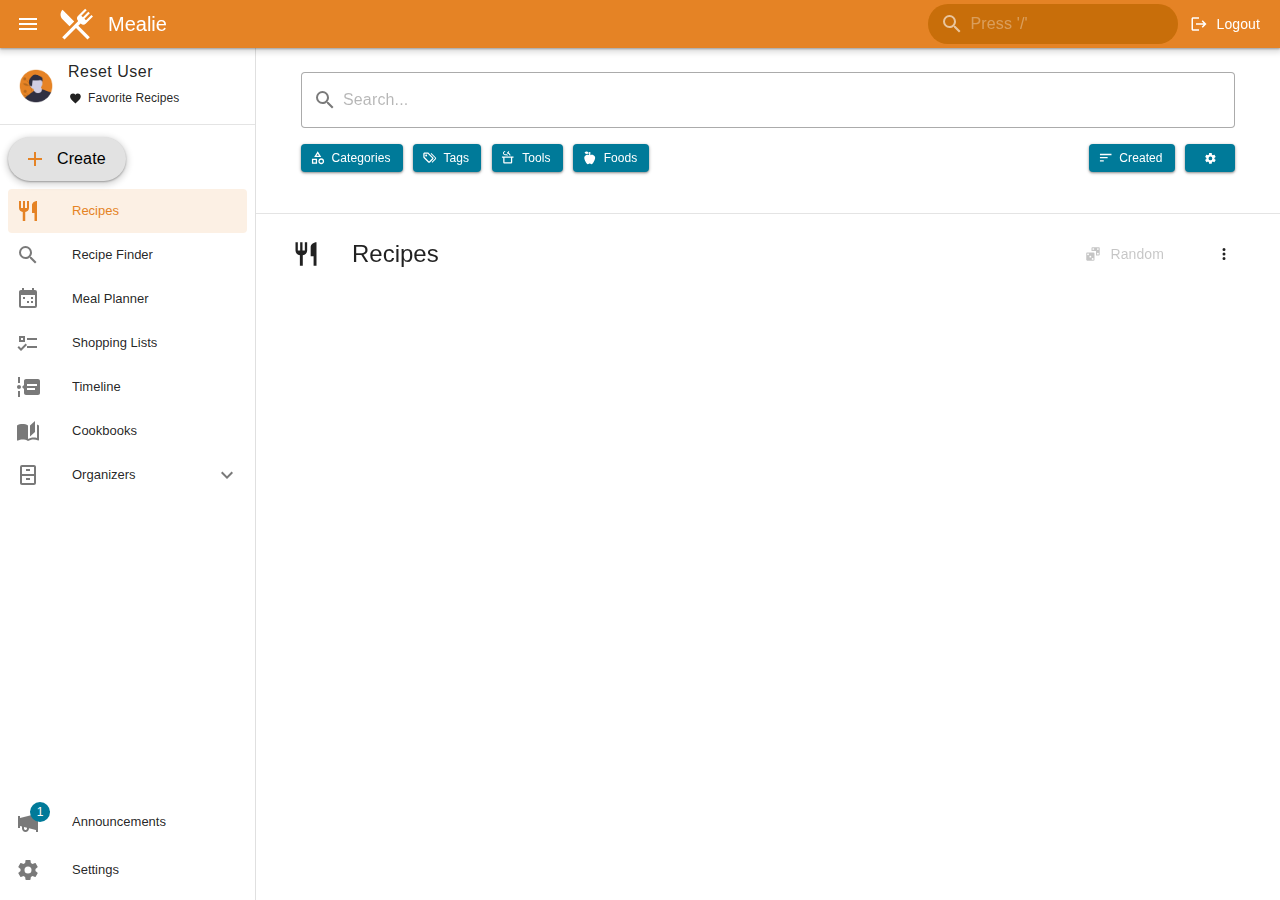 Mealie
Press '/'
Logout
Reset User
Favorite Recipes
Create
Recipes
Recipe Finder
Meal Planner
Shopping Lists
Timeline
Cookbooks
Organizers
1
Announcements
Settings
Search...
Categories
Tags
Tools
Foods
Created
Recipes
Random